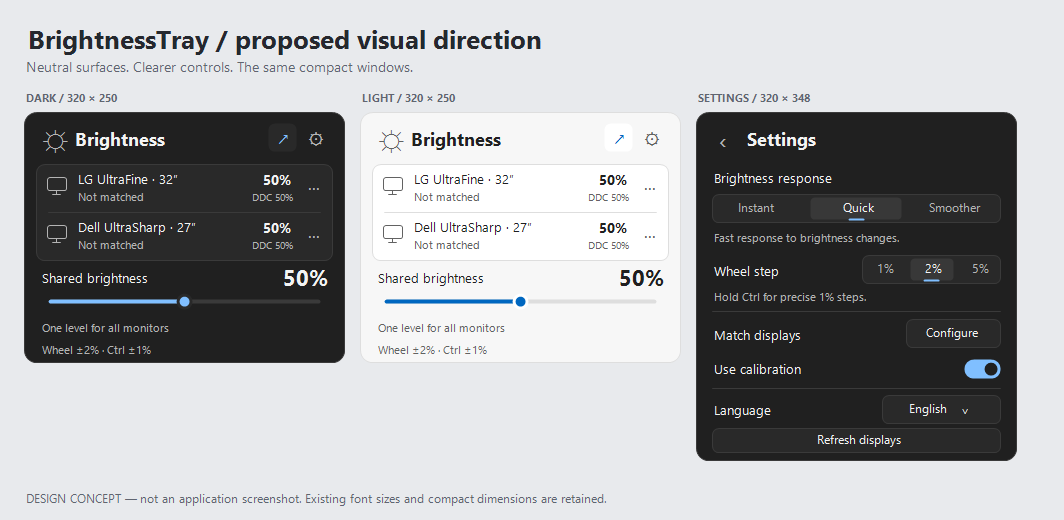 BrightnessTray / proposed visual direction
Neutral surfaces. Clearer controls. The same compact windows.
DARK / 320 × 250
Brightness
LG UltraFine · 32"
50%
Not matched
DDC 50%
...
Dell UltraSharp · 27"
50%
Not matched
DDC 50%
...
Shared brightness
50%
One level for all monitors
Wheel ±2% · Ctrl ±1%
LIGHT / 320 × 250
Brightness
LG UltraFine · 32"
50%
Not matched
DDC 50%
...
Dell UltraSharp · 27"
50%
Not matched
DDC 50%
...
Shared brightness
50%
One level for all monitors
Wheel ±2% · Ctrl ±1%
SETTINGS / 320 × 348
Settings
Brightness response
Instant Quick Smoother
Fast response to brightness changes.
Wheel step
1% 2% 5%
Hold Ctrl for precise 1% steps.
Match displays
Configure
Use calibration
Language
English
Refresh displays
DESIGN CONCEPT — not an application screenshot. Existing font sizes and compact dimensions are retained.